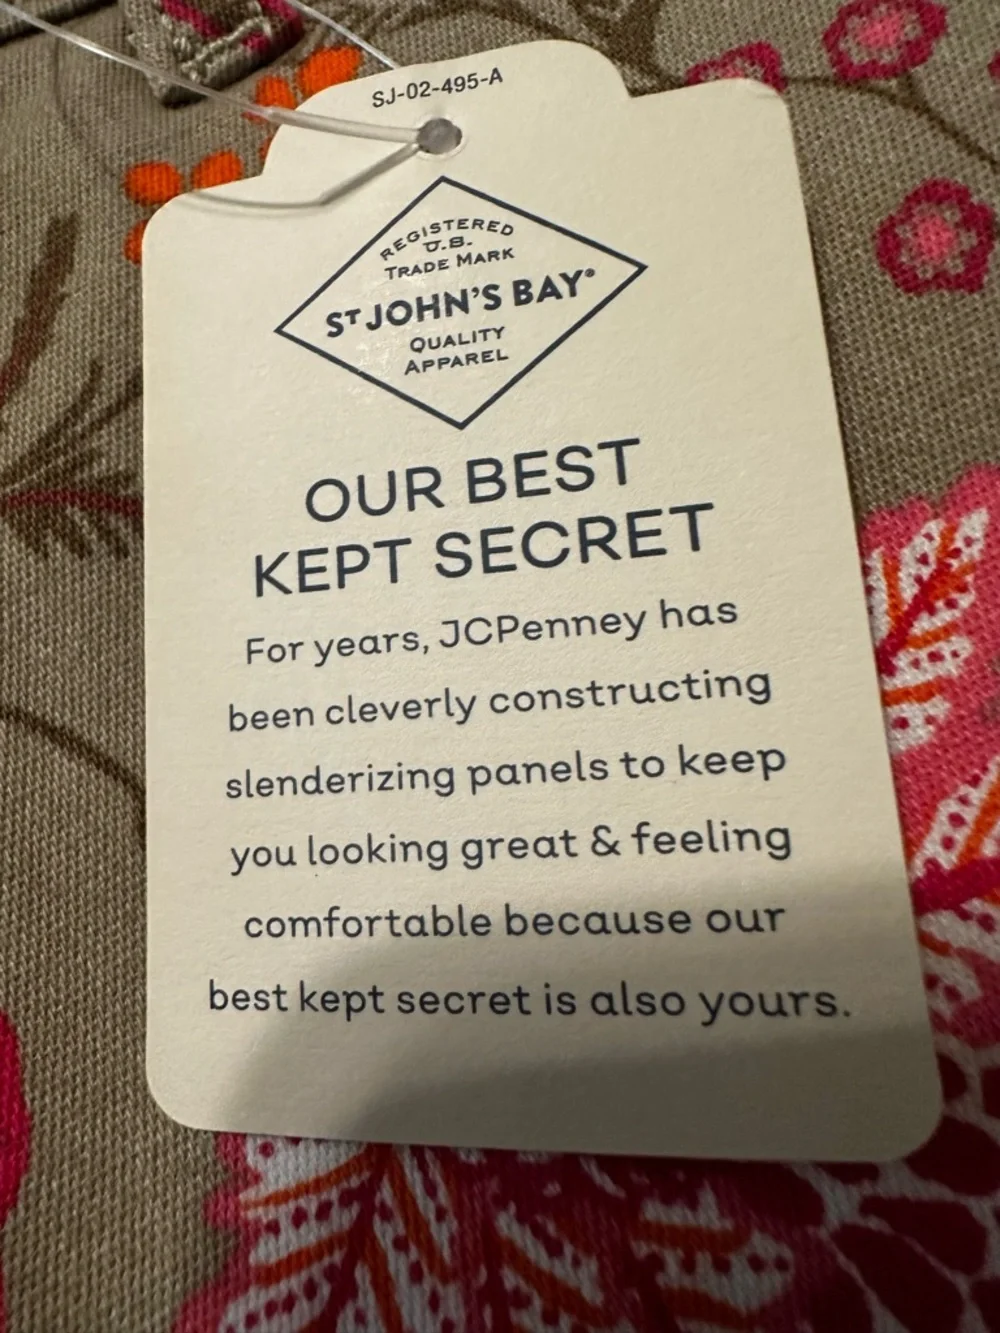 SJ-02-495-A
REGISTERED
U.S.
TRADE MARK
ST JOHN'S BAY®
QUALITY
APPAREL
OUR BEST
KEPT SECRET
For years, JCPenney has
been cleverly constructing
slenderizing panels to keep
you looking great & feeling
comfortable because our
best kept secret is also yours.